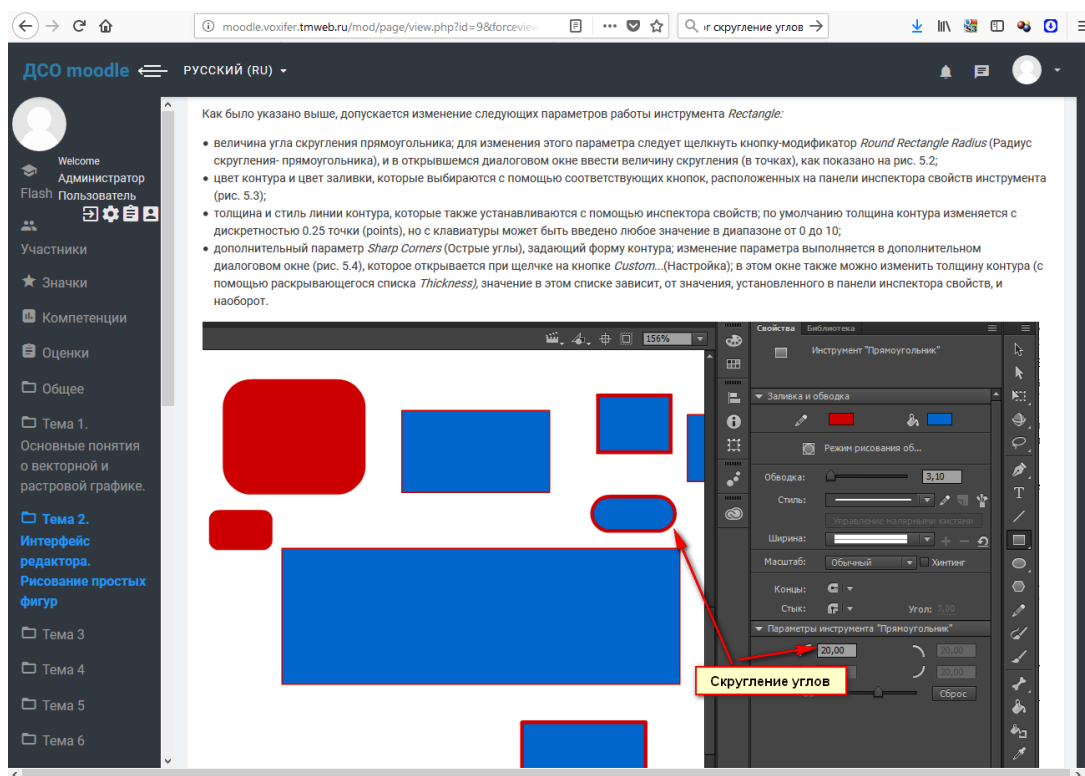 moodle.voxifer.tmweb.ru/mod/page/view.php?id=9&forceview
г скругление углов
ДСО moodle
РУССКИЙ (RU)
Welcome
Администратор
Flash Пользователь
Участники
Значки
Компетенции
Оценки
Общее
Тема 1.
Основные понятия
о векторной и
растровой графике.
Тема 2.
Интерфейс
редактора.
Рисование простых
фигур
Тема 3
Тема 4
Тема 5
Тема 6
Как было указано выше, допускается изменение следующих параметров работы инструмента Rectangle:
• величина угла скругления прямоугольника; для изменения этого параметра следует щелкнуть кнопку-модификатор Round Rectangle Radius (Радиус
скругления- прямоугольника), и в открывшемся диалоговом окне ввести величину скругления (в точках), как показано на рис. 5.2;
• цвет контура и цвет заливки, которые выбираются с помощью соответствующих кнопок, расположенных на панели инспектора свойств инструмента
(рис. 5.3);
• толщина и стиль линии контура, которые также устанавливаются с помощью инспектора свойств; по умолчанию толщина контура изменяется с
дискретностью 0.25 точки (points), но с клавиатуры может быть введено любое значение в диапазоне от 0 до 10;
• дополнительный параметр Sharp Corners (Острые углы), задающий форму контура; изменение параметра выполняется в дополнительном
диалоговом окне (рис. 5.4), которое открывается при щелчке на кнопке Custom...(Настройка); в этом окне также можно изменить толщину контура (с
помощью раскрывающегося списка Thickness), значение в этом списке зависит, от значения, установленного в панели инспектора свойств, и
наоборот.
156%
Свойства Библиотека
Инструмент "Прямоугольник"
Заливка и обводка
Режим рисования об...
Обводка: 3,10
Стиль:
Управление малярными кистями
Ширина:
Масштаб: Обычный Хинтинг
Концы:
Стык: Угол: 3,00
Параметры инструмента "Прямоугольник"
20,00 20,00
20,00
Сброс
Скругление углов